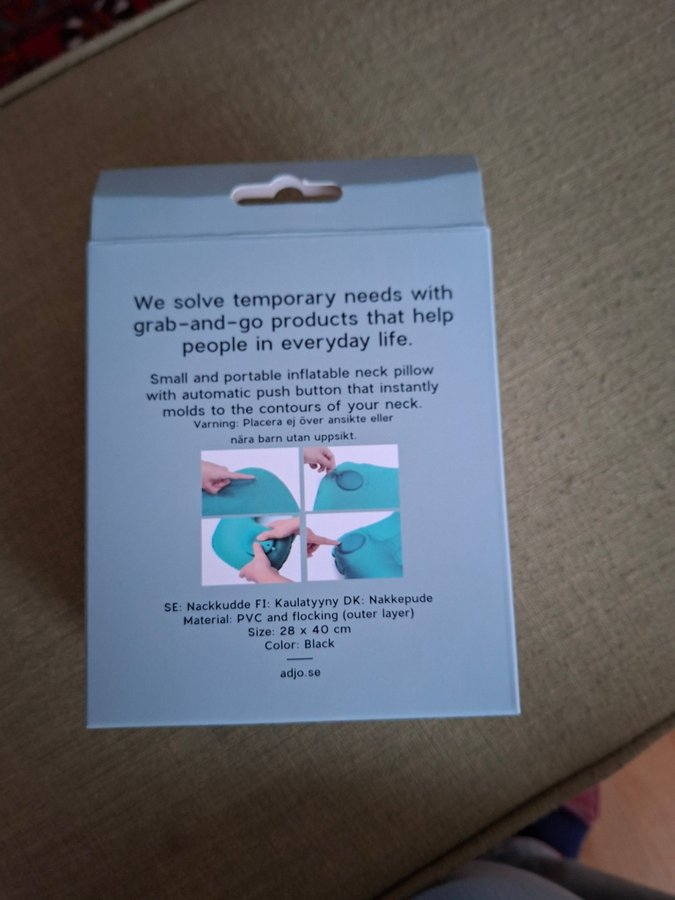 We solve temporary needs with
grab-and-go products that help
people in everyday life.
Small and portable inflatable neck pillow
with automatic push button that instantly
molds to the contours of your neck.
Varning: Placera ej över ansikte eller
nära barn utan uppsikt.
SE: Nackkudde FI: Kaulatyyny DK: Nakkepude
Material: PVC and flocking (outer layer)
Size: 28 x 40 cm
Color: Black
adjo.se